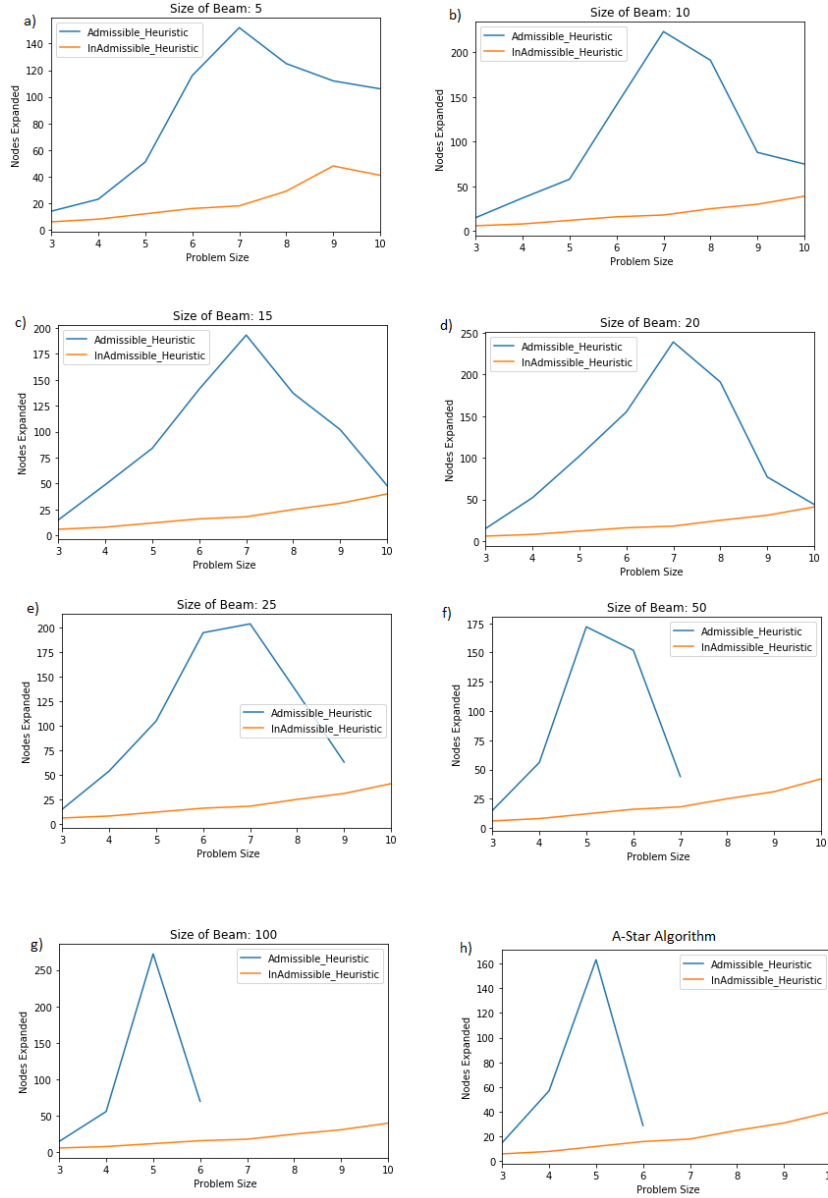 a)
Size of Beam: 5
Admissible_Heuristic
InAdmissible_Heuristic
Nodes Expanded
140
120
100
80
60
40
20
0
3 4 5 6 7 8 9 10
Problem Size
b)
Size of Beam: 10
Admissible_Heuristic
InAdmissible_Heuristic
Nodes Expanded
200
150
100
50
0
3 4 5 6 7 8 9 10
Problem Size
c)
Size of Beam: 15
Admissible_Heuristic
InAdmissible_Heuristic
Nodes Expanded
200
175
150
125
100
75
50
25
0
3 4 5 6 7 8 9 10
Problem Size
d)
Size of Beam: 20
Admissible_Heuristic
InAdmissible_Heuristic
Nodes Expanded
250
200
150
100
50
0
3 4 5 6 7 8 9 10
Problem Size
e)
Size of Beam: 25
Admissible_Heuristic
InAdmissible_Heuristic
Nodes Expanded
200
175
150
125
100
75
50
25
0
3 4 5 6 7 8 9 10
Problem Size
f)
Size of Beam: 50
Admissible_Heuristic
InAdmissible_Heuristic
Nodes Expanded
175
150
125
100
75
50
25
0
3 4 5 6 7 8 9 10
Problem Size
g)
Size of Beam: 100
Admissible_Heuristic
InAdmissible_Heuristic
Nodes Expanded
250
200
150
100
50
0
3 4 5 6 7 8 9 10
Problem Size
h)
A-Star Algorithm
Admissible_Heuristic
InAdmissible_Heuristic
Nodes Expanded
160
140
120
100
80
60
40
20
0
3 4 5 6 7 8 9
Problem Size